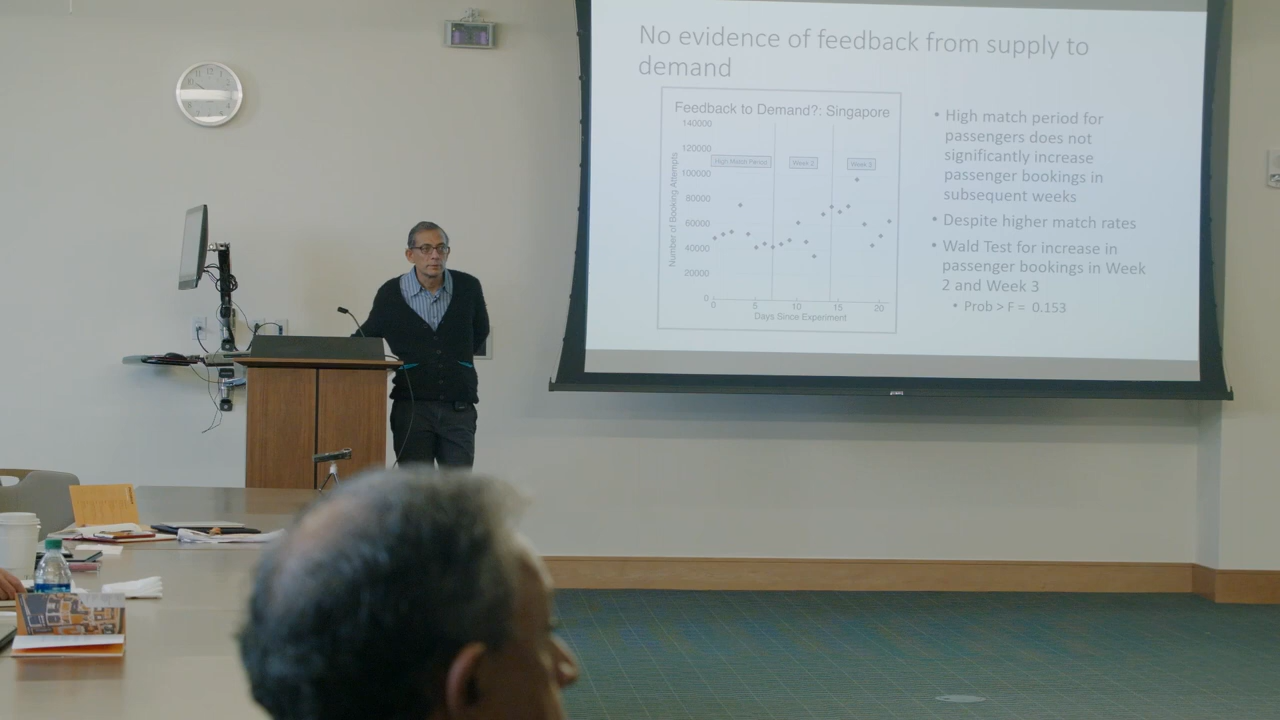 No evidence of feedback from supply to
demand
Feedback to Demand?: Singapore
140000
120000
100000
80000
60000
40000
20000
0
Number of Booking Attempts
High Match Period
Week 2
Week 3
0
5
10
15
20
Days Since Experiment
• High match period for
passengers does not
significantly increase
passenger bookings in
subsequent weeks
• Despite higher match rates
• Wald Test for increase in
passenger bookings in Week
2 and Week 3
• Prob > F = 0.153